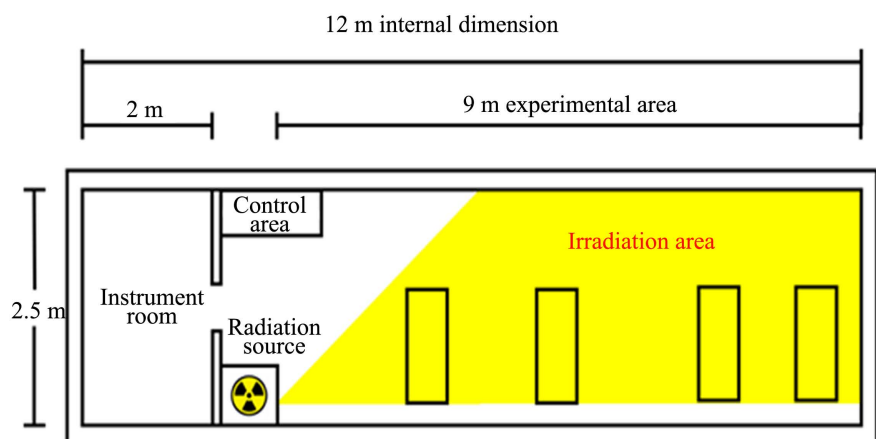 12 m internal dimension
2 m
9 m experimental area
Control
area
Irradiation area
Instrument
room
2.5 m
Radiation
source